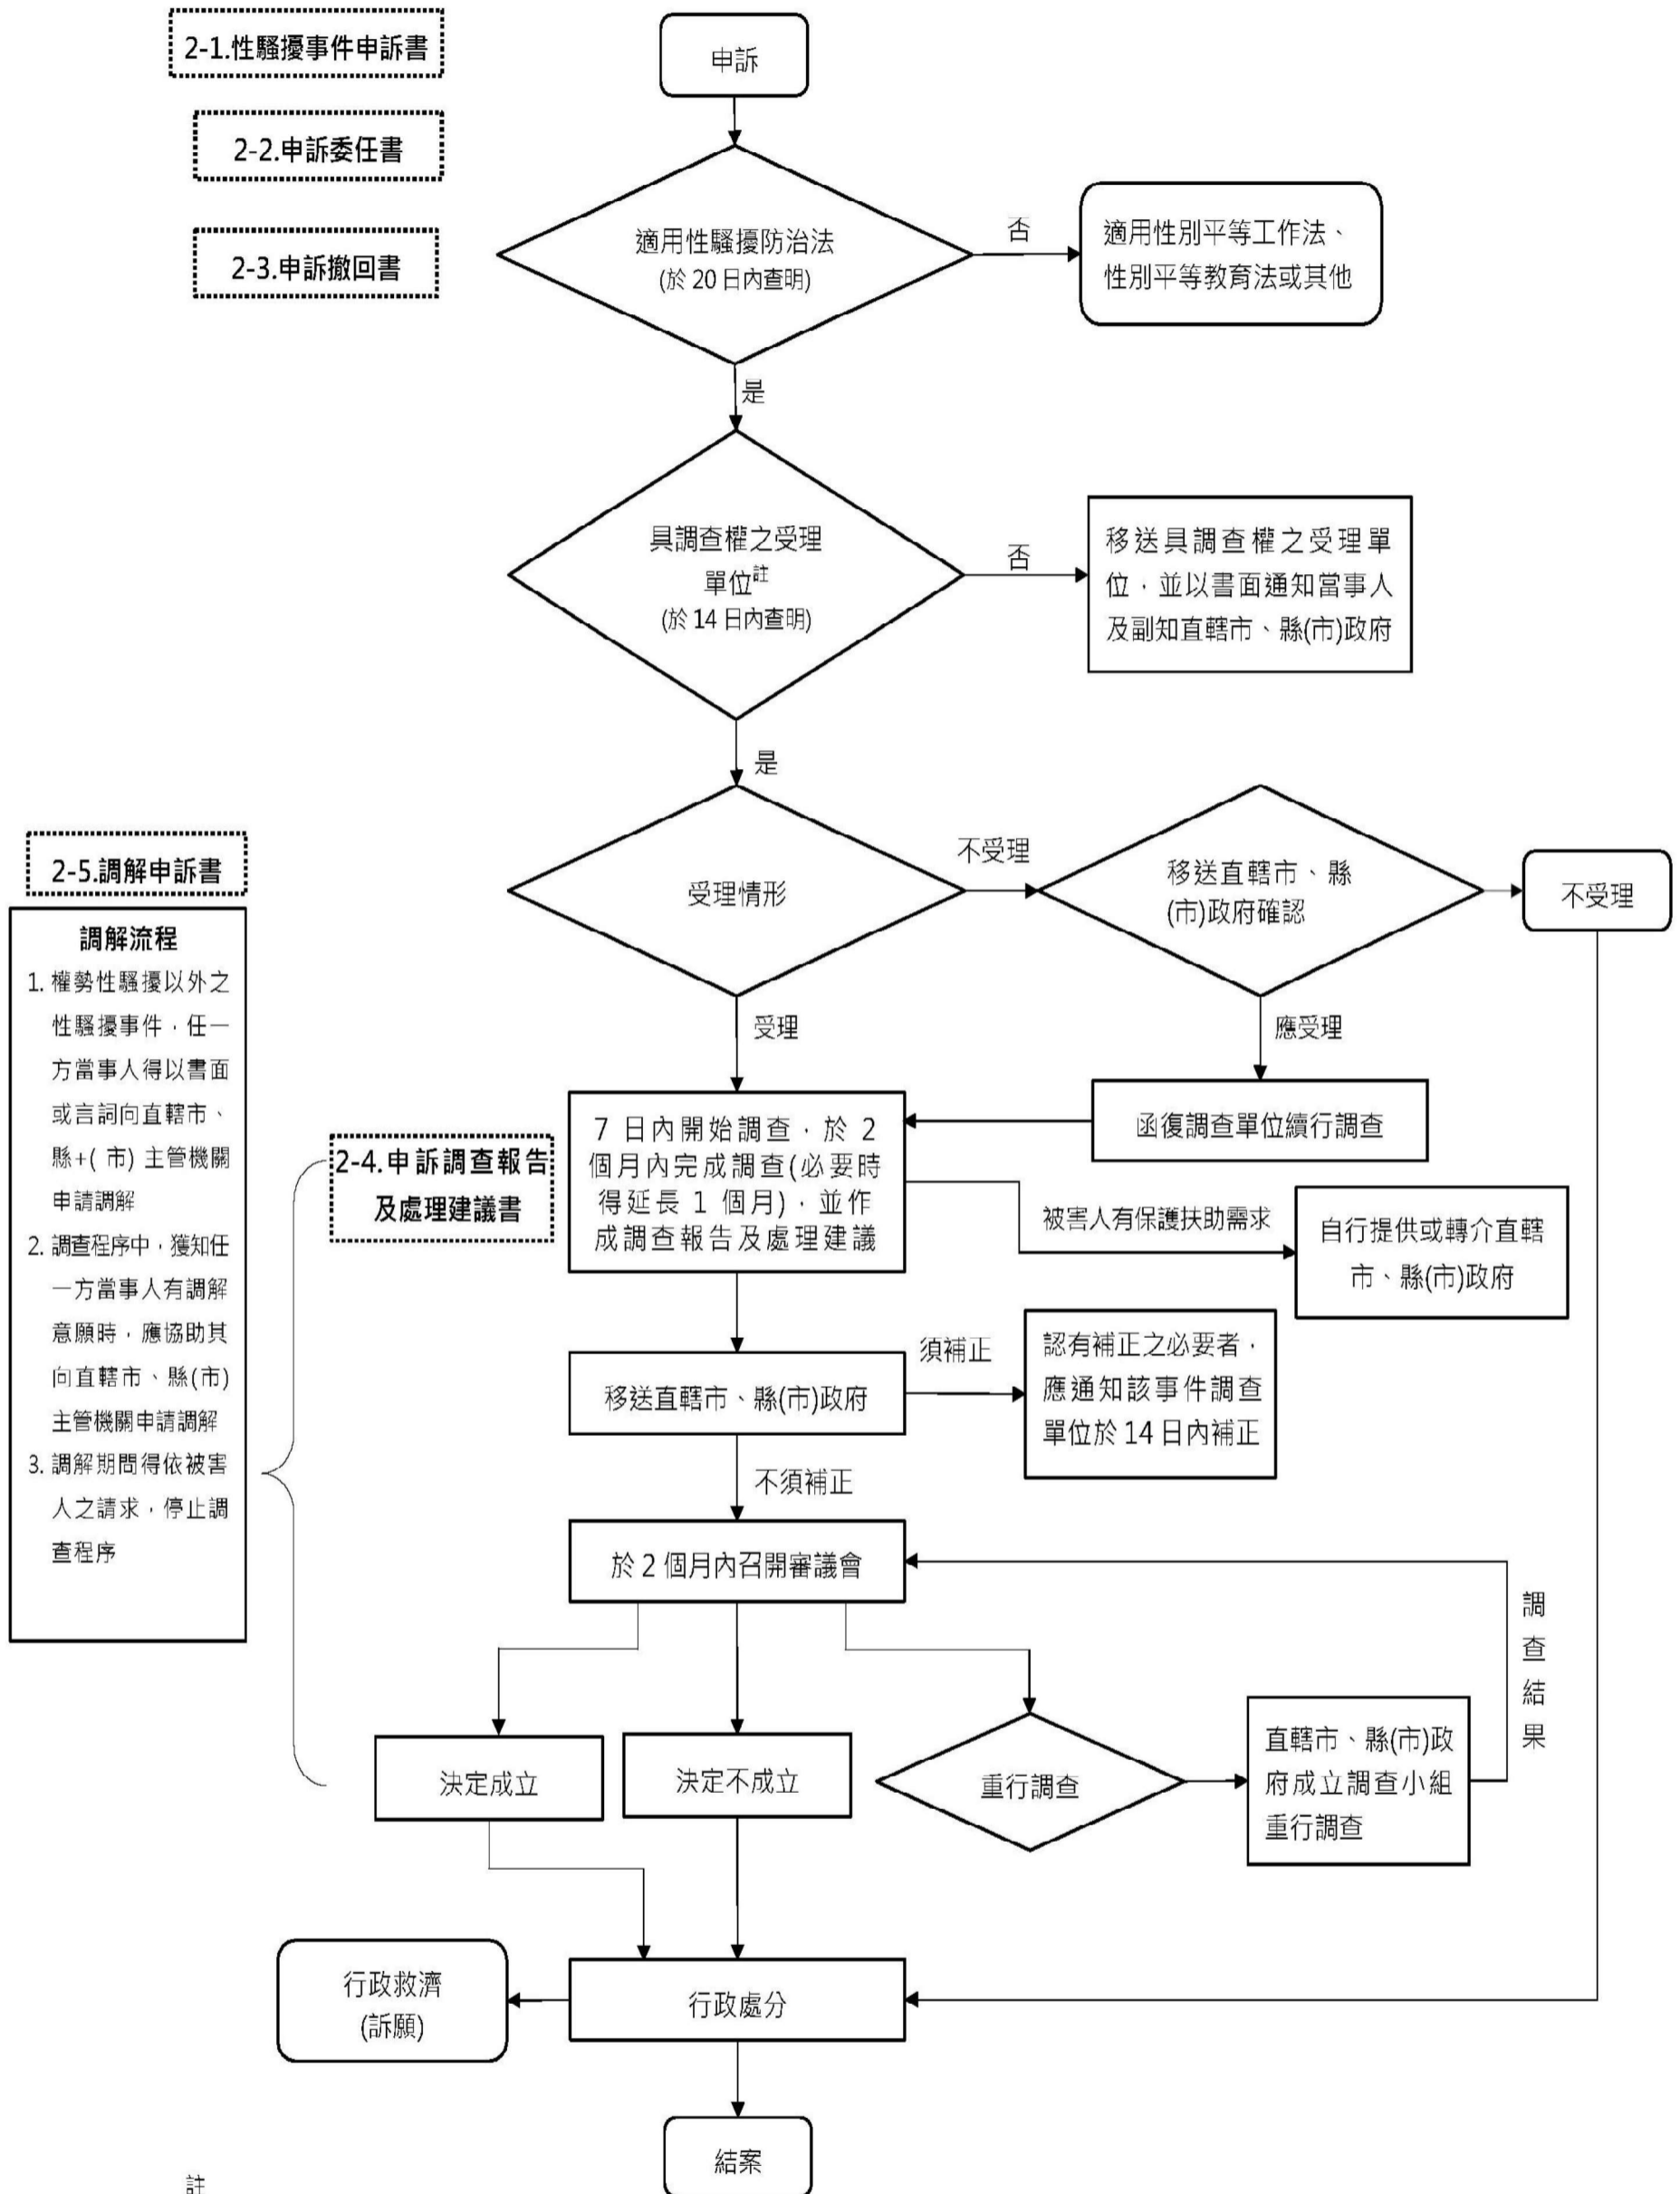 2-1.性騷擾事件申訴書
申訴
2-2.申訴委任書
2-3.申訴撤回書
適用性騷擾防治法
(於 20 日內查明)
否
適用性別平等工作法、
性別平等教育法或其他
是
具調查權之受理
單位註
(於 14 日內查明)
否
移送具調查權之受理單
位，並以書面通知當事人
及副知直轄市、縣(市)政府
是
受理情形
不受理
移送直轄市、縣
(市)政府確認
不受理
受理
應受理
2-5.調解申訴書
調解流程
1. 權勢性騷擾以外之
性騷擾事件，任一
方當事人得以書面
或言詞向直轄市、
縣+( 市) 主管機關
申請調解
2. 調查程序中，獲知任
一方當事人有調解
意願時，應協助其
向直轄市、縣(市)
主管機關申請調解
3. 調解期間得依被害
人之請求，停止調
查程序
2-4.申訴調查報告
及處理建議書
7 日內開始調查，於 2
個月內完成調查(必要時
得延長 1 個月)，並作
成調查報告及處理建議
函復調查單位續行調查
被害人有保護扶助需求
自行提供或轉介直轄
市、縣(市)政府
移送直轄市、縣(市)政府
須補正
認有補正之必要者，
應通知該事件調查
單位於 14 日內補正
不須補正
於 2 個月內召開審議會
調
查
結
果
決定成立
決定不成立
重行調查
直轄市、縣(市)政
府成立調查小組
重行調查
行政救濟
(訴願)
行政處分
結案
註